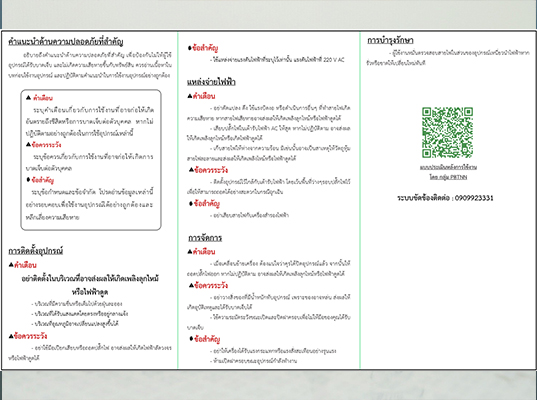 คำแนะนำด้านความปลอดภัยที่สำคัญ
อธิบายถึงคำแนะนำด้านความปลอดภัยที่สำคัญ เพื่อป้องกันไม่ให้ผู้ใช้
อุปกรณ์ได้รับบาดเจ็บ และไม่เกิดความเสียหายขึ้นกับทรัพย์สิน ควรอ่านเนื้อหาใน
บทก่อนใช้งานอุปกรณ์ และปฏิบัติตามคำแนะนำในการใช้งานอุปกรณ์อย่างถูกต้อง
▲ คำเตือน
ระบุคำเตือนเกี่ยวกับการใช้งานที่อาจก่อให้เกิด
อันตรายถึงชีวิตหรือการบาดเจ็บต่อตัวบุคคล หากไม่
ปฏิบัติตามอย่างถูกต้องในการใช้อุปกรณ์เหล่านี้
▲ข้อควรระวัง
ระบุข้อควรเกี่ยวกับการใช้งานที่อาจก่อให้เกิดการ
บาดเจ็บต่อตัวบุคคล
ข้อสำคัญ
ระบุข้อกำหนดและข้อจำกัด โปรดอ่านข้อมูลเหล่านี้
อย่างรอบคอบเพื่อใช้งานอุปกรณ์ได้อย่างถูกต้องและ
หลีกเลี่ยงความเสียหาย
การติดตั้งอุปกรณ์
▲คำเตือน
อย่าติดตั้งในบริเวณที่อาจส่งผลให้เกิดเพลิงลุกไหม้
หรือไฟฟ้าดูด
- บริเวณที่มีความชื้นหรือเต็มไปด้วยฝุ่นละออง
- บริเวณที่ได้รับแสงแดดโดยตรงหรืออยู่กลางแจ้ง
- บริเวณที่อุณหภูมิอาจเปลี่ยนแปลงสูงขึ้นได้
▲ข้อควรระวัง
- อย่าใช้มือเปียกเสียบหรือถอดปลั๊กไฟ อาจส่งผลให้เกิดไฟฟ้าลัดวงจร
หรือไฟฟ้าดูดได้
ข้อสำคัญ
- ใช้แหล่งจ่ายแรงดันไฟฟ้าที่ระบุไว้เท่านั้น แรงดันไฟฟ้าที่ 220 V AC
แหล่งจ่ายไฟฟ้า
▲คำเตือน
- อย่าดัดแปลง ดึง ใช้แรงบิดงอ หรือดำเนินการอื่นๆ ที่ทำสายไฟเกิด
ความเสียหาย หากสายไฟเสียหายอาจส่งผลให้เกิดเพลิงลุกไหม้หรือไฟฟ้าดูดได้
- เสียบปลั๊กไฟในเต้ารับไฟฟ้า AC ให้สุด หากไม่ปฏิบัติตาม อาจส่งผล
ให้เกิดเพลิงลุกไหม้หรือไฟฟ้าดูดได้
- เก็บสายไฟให้ห่างจากความร้อน มิเช่นนั้นอาจเป็นสาเหตุให้วัสดุหุ้ม
สายไฟละลายและส่งผลให้เกิดเพลิงลุกไหม้หรือไฟฟ้าดูดได้
▲ข้อควรระวัง
- ติดตั้งอุปกรณ์ไว้ใกล้กับเต้ารับไฟฟ้า โดยเว้นพื้นที่ว่างรอบปลั๊กไฟไว้
เพื่อให้สามารถถอดได้อย่างสะดวกในกรณีฉุกเฉิน
ข้อสำคัญ
- อย่าเสียบสายไฟกับเครื่องสำรองไฟฟ้า
การจัดการ
▲คำเตือน
- เมื่อเคลื่อนย้ายเครื่อง ต้องแน่ใจว่าคุณได้ปิดอุปกรณ์แล้ว จากนั้นให้
ถอดปลั๊กไฟออก หากไม่ปฏิบัติตาม อาจส่งผลให้เกิดเพลิงลุกไหม้หรือไฟฟ้าดูดได้
▲ข้อควรระวัง
- อย่าวางสิ่งของที่มีน้ำหนักทับอุปกรณ์ เพราะของอาจหล่น ส่งผลให้
เกิดอุบัติเหตุและได้รับบาดเจ็บได้
- ใช้ความระมัดระวังขณะเปิดและปิดฝาครอบเพื่อไม่ให้มือของคุณได้รับ
บาดเจ็บ
ข้อสำคัญ
- อย่าให้เครื่องได้รับแรงกระแทกหรือแรงสั่นสะเทือนอย่างรุนแรง
- ห้ามเปิดฝาครอบขณะอุปกรณ์กำลังทำงาน
การบำรุงรักษา
- ผู้ใช้งานหมั่นตรวจสอบสายไฟในส่วนของอุปกรณ์เหนี่ยวนำไฟฟ้าหาก
รั่วหรือขาดให้เปลี่ยนใหม่ทันที
แบบประเมินหลังการใช้งาน
โดย กลุ่ม PBTNN
ระบบขัดข้องติดต่อ : 0909923331